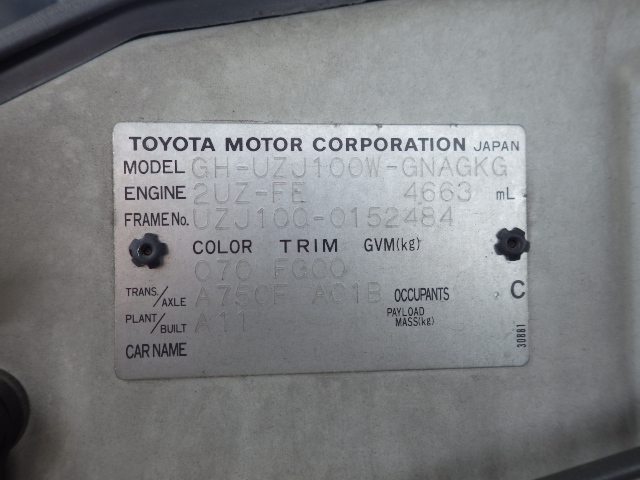 TOYOTA MOTOR CORPORATION JAPAN
MODEL GH-UZJ100W-GNAGKG
ENGINE 2UZ-FE 4663 mL
FRAME No. UZJ100-0152484
COLOR TRIM GVM(kg)
070 FG00
TRANS./AXLE A750F A01B OCCUPANTS C
PLANT/BUILT A11 PAYLOAD MASS(kg)
CAR NAME
30BB1